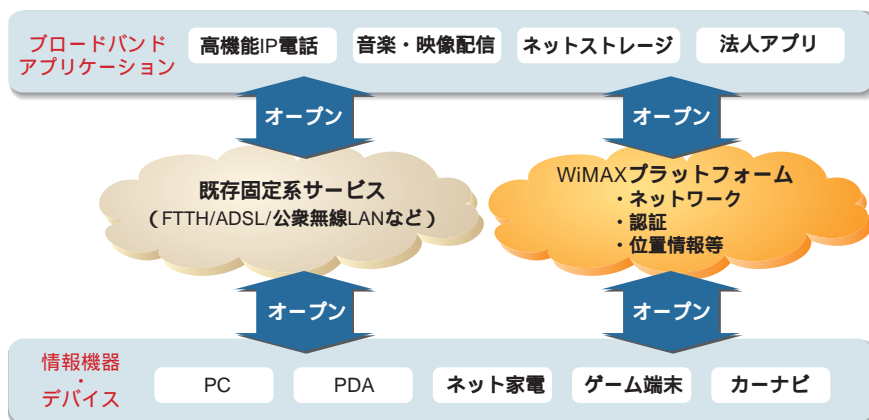 ブロードバンド
アプリケーション
高機能IP電話
音楽・映像配信
ネットストレージ
法人アプリ
オープン
オープン
既存固定系サービス
(FTTH/ADSL/公衆無線LANなど)
WiMAXプラットフォーム
・ネットワーク
・認証
・位置情報等
オープン
オープン
情報機器
・
デバイス
PC
PDA
ネット家電
ゲーム端末
カーナビ